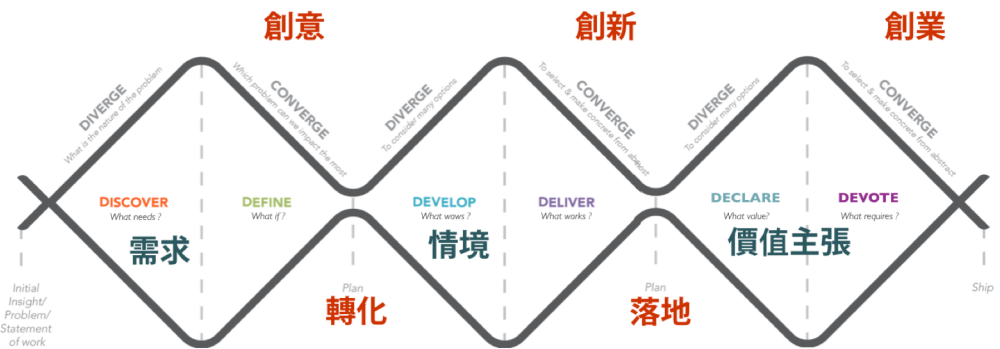 創意
創新
創業
DIVERGE
What is the nature of the problem
CONVERGE
Which problem can we impact the most
DIVERGE
To consider many options
CONVERGE
To select & make concrete from
DIVERGE
To consider many options
CONVERGE
To select & make concrete from abstract
DISCOVER
What needs ?
DEFINE
What if ?
DEVELOP
What wows ?
DELIVER
What works ?
DECLARE
What value?
DEVOTE
What requires ?
需求
情境
價值主張
Initial
Insight/
Problem/
Statement
of work
Plan
轉化
Plan
落地
Ship